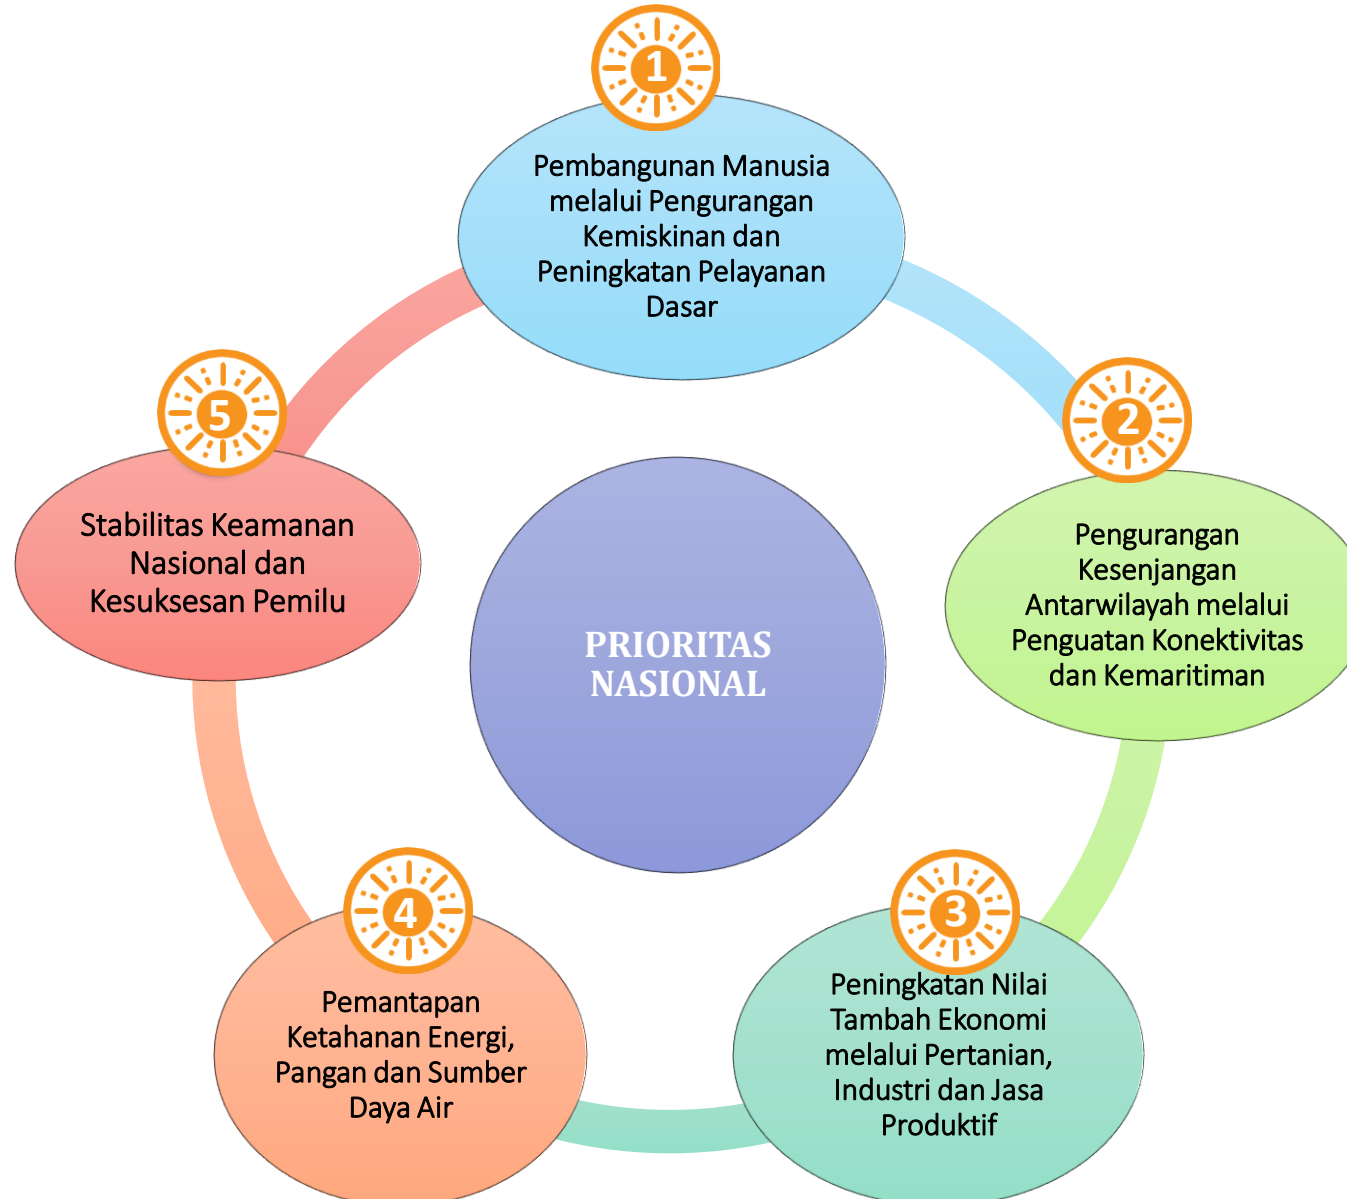 1
Pembangunan Manusia
melalui Pengurangan
Kemiskinan dan
Peningkatan Pelayanan
Dasar
2
Pengurangan
Kesenjangan
Antarwilayah melalui
Penguatan Konektivitas
dan Kemaritiman
3
Peningkatan Nilai
Tambah Ekonomi
melalui Pertanian,
Industri dan Jasa
Produktif
4
Pemantapan
Ketahanan Energi,
Pangan dan Sumber
Daya Air
5
Stabilitas Keamanan
Nasional dan
Kesuksesan Pemilu
PRIORITAS
NASIONAL